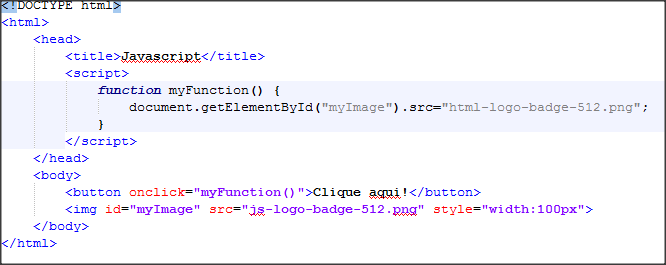 <!DOCTYPE html>
<html>
    <head>
        <title>Javascript</title>
        <script>
            function myFunction() {
                document.getElementById("myImage").src="html-logo-badge-512.png";
            }
        </script>
    </head>
    <body>
        <button onclick="myFunction()">Clique aqui!</button>
        <img id="myImage" src="js-logo-badge-512.png" style="width:100px">
    </body>
</html>